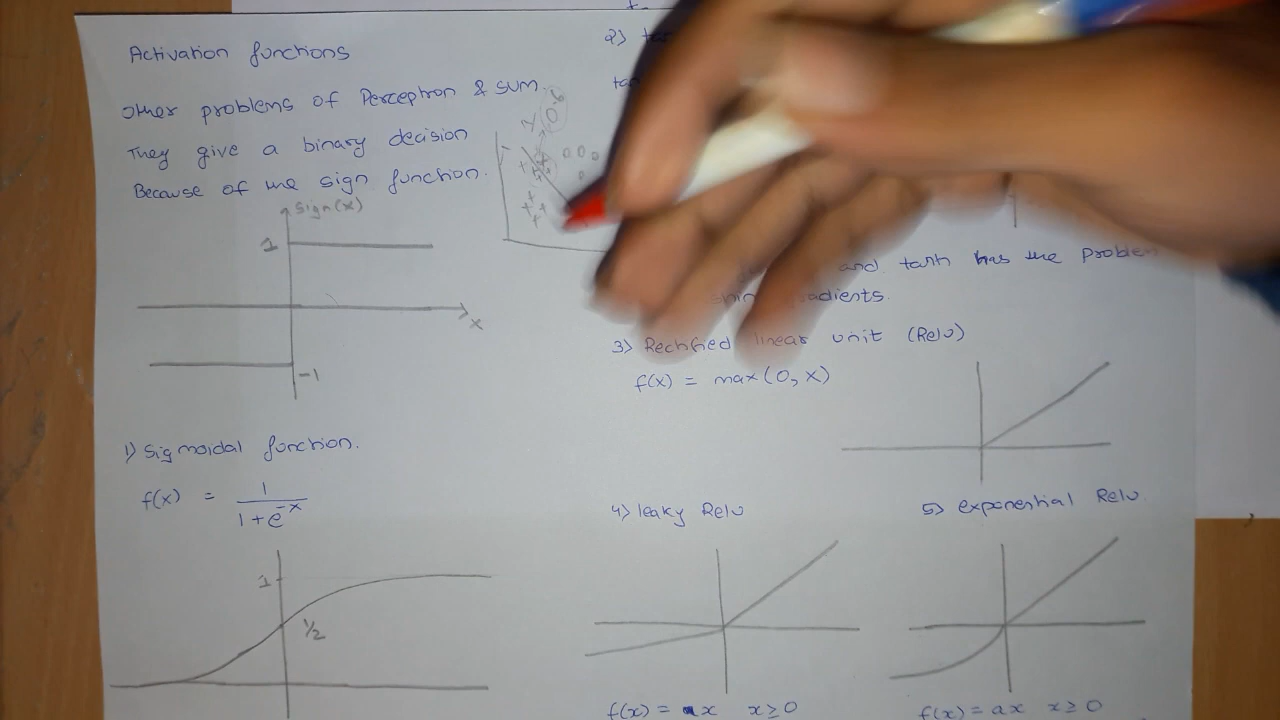 Activation functions
Other problems of Perceptron & sum.
They give a binary decision
Because of the sign function.
sign(x)
1
x
-1
1) Sigmoidal function.
f(x) = 1 / (1 + e^-x)
1
1/2
2)
and tanh has the problem
3) Rectified linear unit (Relu)
f(x) = max(0, x)
4) leaky Relu
f(x) = x x≥0
5) exponential Relu.
f(x) = ax x≥0